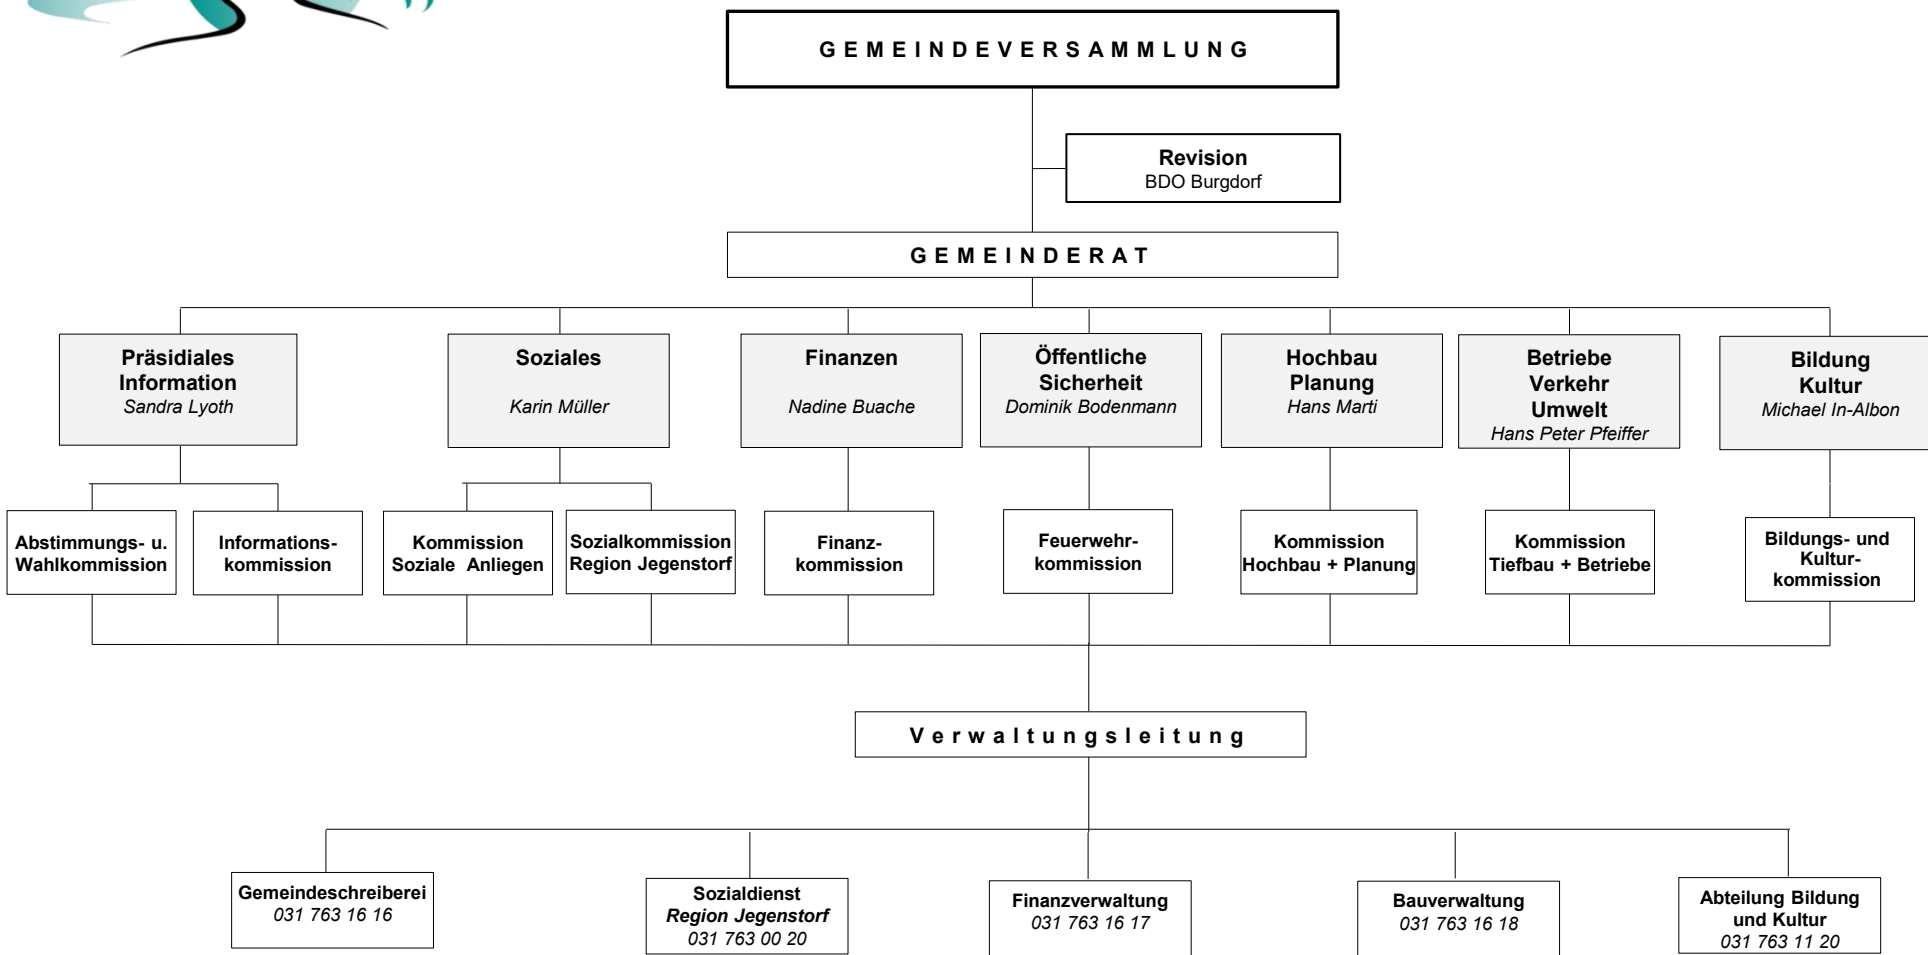 GEMEINDEVERSAMMLUNG
Revision
BDO Burgdorf
GEMEINDERAT
Präsidiales
Information
Sandra Lyoth
Soziales
Karin Müller
Finanzen
Nadine Buache
Öffentliche
Sicherheit
Dominik Bodenmann
Hochbau
Planung
Hans Marti
Betriebe
Verkehr
Umwelt
Hans Peter Pfeiffer
Bildung
Kultur
Michael In-Albon
Abstimmungs- u.
Wahlkommission
Informations-
kommission
Kommission
Soziale Anliegen
Sozialkommission
Region Jegenstorf
Finanz-
kommission
Feuerwehr-
kommission
Kommission
Hochbau + Planung
Kommission
Tiefbau + Betriebe
Bildungs- und
Kultur-
kommission
Verwaltungsleitung
Gemeindeschreiberei
031 763 16 16
Sozialdienst
Region Jegenstorf
031 763 00 20
Finanzverwaltung
031 763 16 17
Bauverwaltung
031 763 16 18
Abteilung Bildung
und Kultur
031 763 11 20